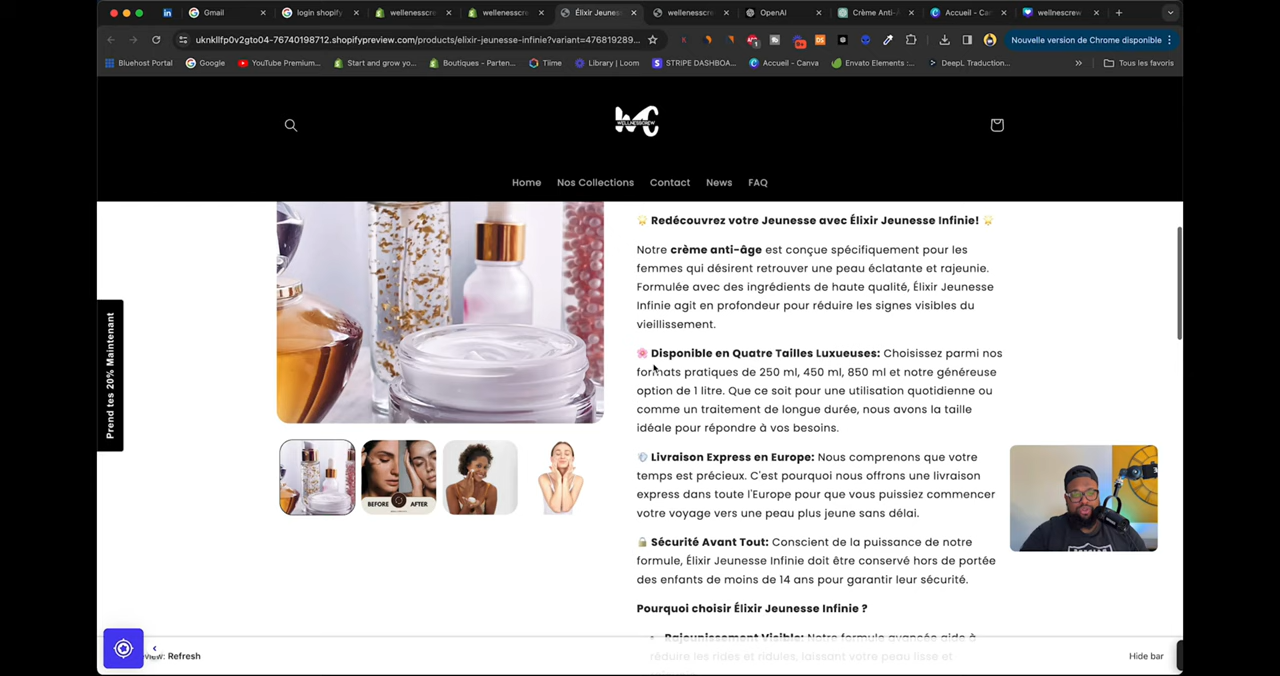 Gmail
login shopify
wellenesscre
wellenesscr
Élixir Jeunes
wellenesscr
OpenAI
Crème Anti-
Accueil - Can
wellnescrew
uknkllfp0v2gto04-76740198712.shopifypreview.com/products/elixir-jeunesse-infinie?variant=476819289...
Nouvelle version de Chrome disponible
Bluehost Portal
Google
YouTube Premium...
Start and grow yo...
Boutiques - Parten...
Tiime
Library | Loom
STRIPE DASHBOA...
Accueil - Canva
Envato Elements :...
DeepL Traduction...
Tous les favoris
WC
WELLNESSCREW
Home
Nos Collections
Contact
News
FAQ
Redécouvrez votre Jeunesse avec Élixir Jeunesse Infinie!
Notre crème anti-âge est conçue spécifiquement pour les
femmes qui désirent retrouver une peau éclatante et rajeunie.
Formulée avec des ingrédients de haute qualité, Élixir Jeunesse
Infinie agit en profondeur pour réduire les signes visibles du
vieillissement.
Disponible en Quatre Tailles Luxueuses: Choisissez parmi nos
formats pratiques de 250 ml, 450 ml, 850 ml et notre généreuse
option de 1 litre. Que ce soit pour une utilisation quotidienne ou
comme un traitement de longue durée, nous avons la taille
idéale pour répondre à vos besoins.
Livraison Express en Europe: Nous comprenons que votre
temps est précieux. C'est pourquoi nous offrons une livraison
express dans toute l'Europe pour que vous puissiez commencer
votre voyage vers une peau plus jeune sans délai.
Sécurité Avant Tout: Conscient de la puissance de notre
formule, Élixir Jeunesse Infinie doit être conservé hors de portée
des enfants de moins de 14 ans pour garantir leur sécurité.
Pourquoi choisir Élixir Jeunesse Infinie ?
Rajeunissement Visible: Notre formule avancée aide à
réduire les rides et ridules, laissant votre peau lisse et
Prend tes 20% Maintenant
BEFORE
AFTER
Refresh
Hide bar